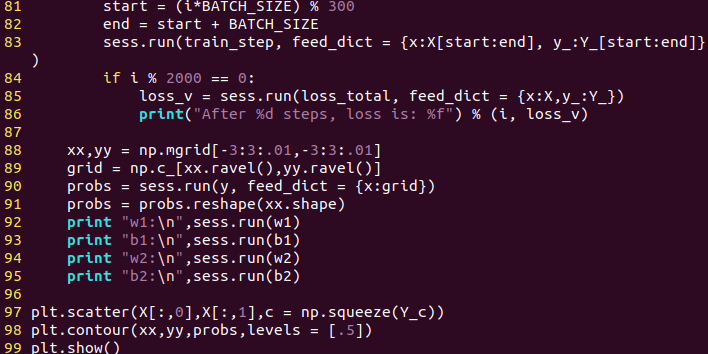 81          start = (i*BATCH_SIZE) % 300
82          end = start + BATCH_SIZE
83          sess.run(train_step, feed_dict = {x:X[start:end], y_:Y_[start:end]}
)
84          if i % 2000 == 0:
85              loss_v = sess.run(loss_total, feed_dict = {x:X,y_:Y_})
86              print("After %d steps, loss is: %f") % (i, loss_v)
87
88      xx,yy = np.mgrid[-3:3:.01,-3:3:.01]
89      grid = np.c_[xx.ravel(),yy.ravel()]
90      probs = sess.run(y, feed_dict = {x:grid})
91      probs = probs.reshape(xx.shape)
92      print "w1:\n",sess.run(w1)
93      print "b1:\n",sess.run(b1)
94      print "w2:\n",sess.run(w2)
95      print "b2:\n",sess.run(b2)
96
97  plt.scatter(X[:,0],X[:,1],c = np.squeeze(Y_c))
98  plt.contour(xx,yy,probs,levels = [.5])
99  plt.show()